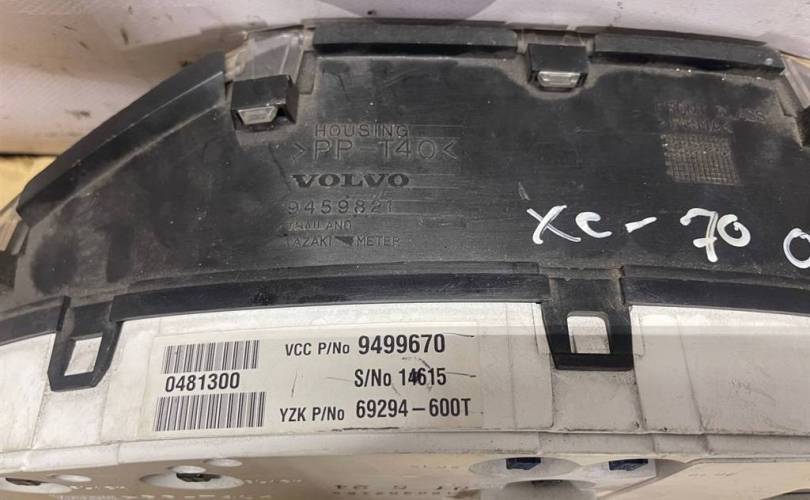 HOUSING
>PP T40<
VOLVO
9459821
THAILAND
YAZAKI METER
XC-70 0
VCC P/No 9499670
0481300
S/No 14615
YZK P/No 69294-600T